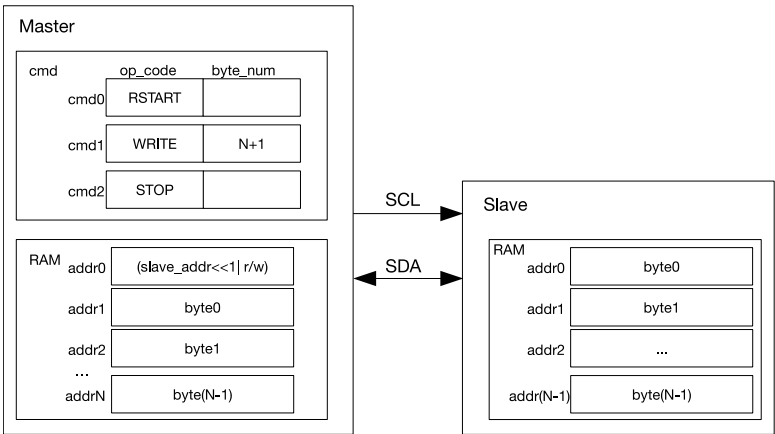 Master
cmd op_code byte_num
cmd0 RSTART
cmd1 WRITE N+1
cmd2 STOP
RAM
addr0 (slave_addr<<1| r/w)
addr1 byte0
addr2 byte1
...
addrN byte(N-1)
SCL
SDA
Slave
RAM
addr0 byte0
addr1 byte1
addr2 ...
addr(N-1) byte(N-1)